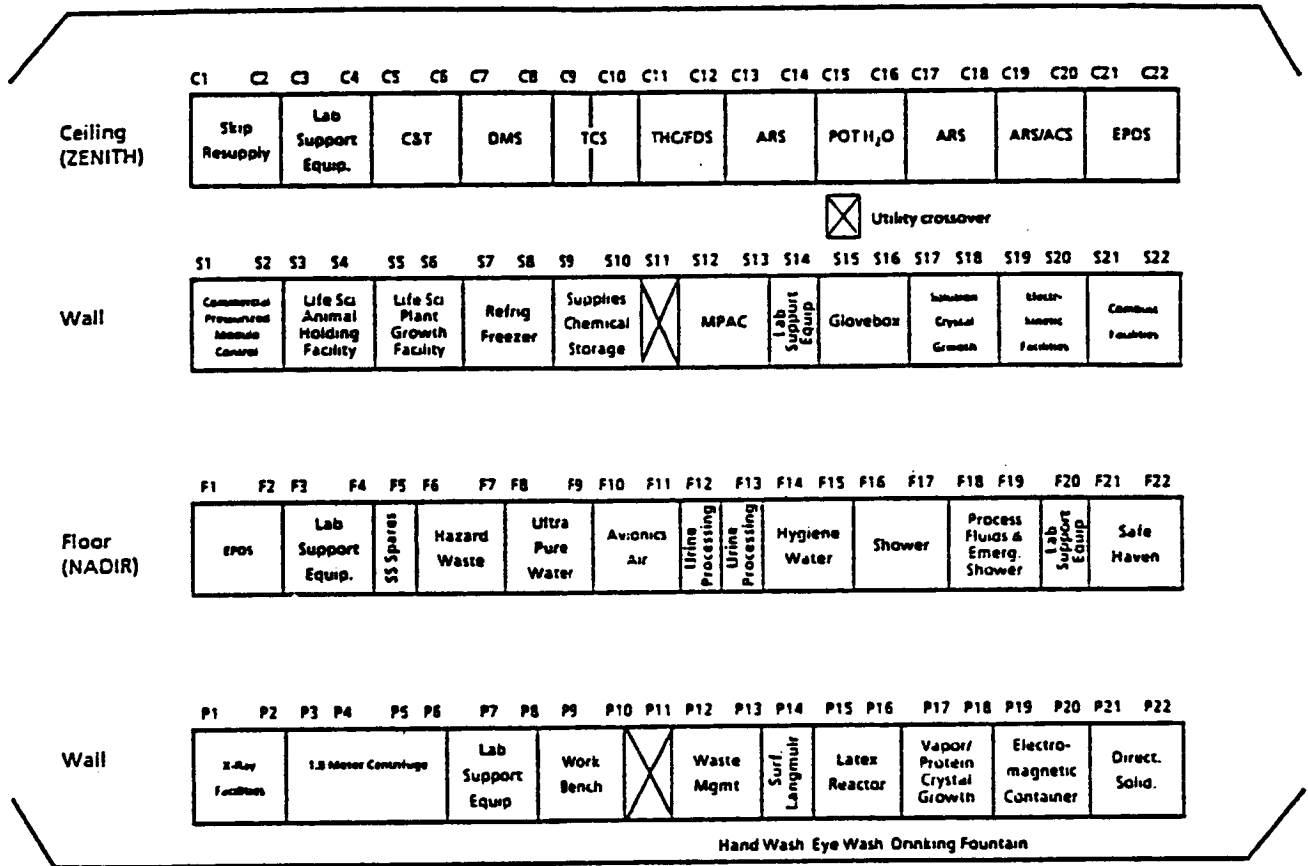 C1 C2 C3 C4 C5 C6 C7 C8 C9 C10 C11 C12 C13 C14 C15 C16 C17 C18 C19 C20 C21 C22
Ceiling
(ZENITH)
Skip
Resupply
Lab
Support
Equip.
C&T
DMS
TCS
THC/FDS
ARS
POT H₂O
ARS
ARS/ACS
EPDS
Utility crossover
S1 S2 S3 S4 S5 S6 S7 S8 S9 S10 S11 S12 S13 S14 S15 S16 S17 S18 S19 S20 S21 S22
Wall
Commercial
Pressurized
Module
Control
Life Sci
Animal
Holding
Facility
Life Sci
Plant
Growth
Facility
Refrig
Freezer
Supplies
Chemical
Storage
MPAC
Lab
Support
Equip
Glovebox
Solution
Crystal
Growth
Electr-
kinetic
Facilities
Facilities
F1 F2 F3 F4 F5 F6 F7 F8 F9 F10 F11 F12 F13 F14 F15 F16 F17 F18 F19 F20 F21 F22
Floor
(NADIR)
EPDS
Lab
Support
Equip.
SS Spares
Hazard
Waste
Ultra
Pure
Water
Avionics
Air
Urine
Processing
Urine
Processing
Hygiene
Water
Shower
Process
Fluids &
Emerg.
Shower
Lab
Support
Equip
Safe
Haven
P1 P2 P3 P4 P5 P6 P7 P8 P9 P10 P11 P12 P13 P14 P15 P16 P17 P18 P19 P20 P21 P22
Wall
X-Ray
Facilities
1.8 Meter Centrifuge
Lab
Support
Equip
Work
Bench
Waste
Mgmt
Surf.
Langmuir
Latex
Reactor
Vapor/
Protein
Crystal
Growth
Electro-
magnetic
Container
Direct.
Solid.
Hand Wash Eye Wash Drinking Fountain